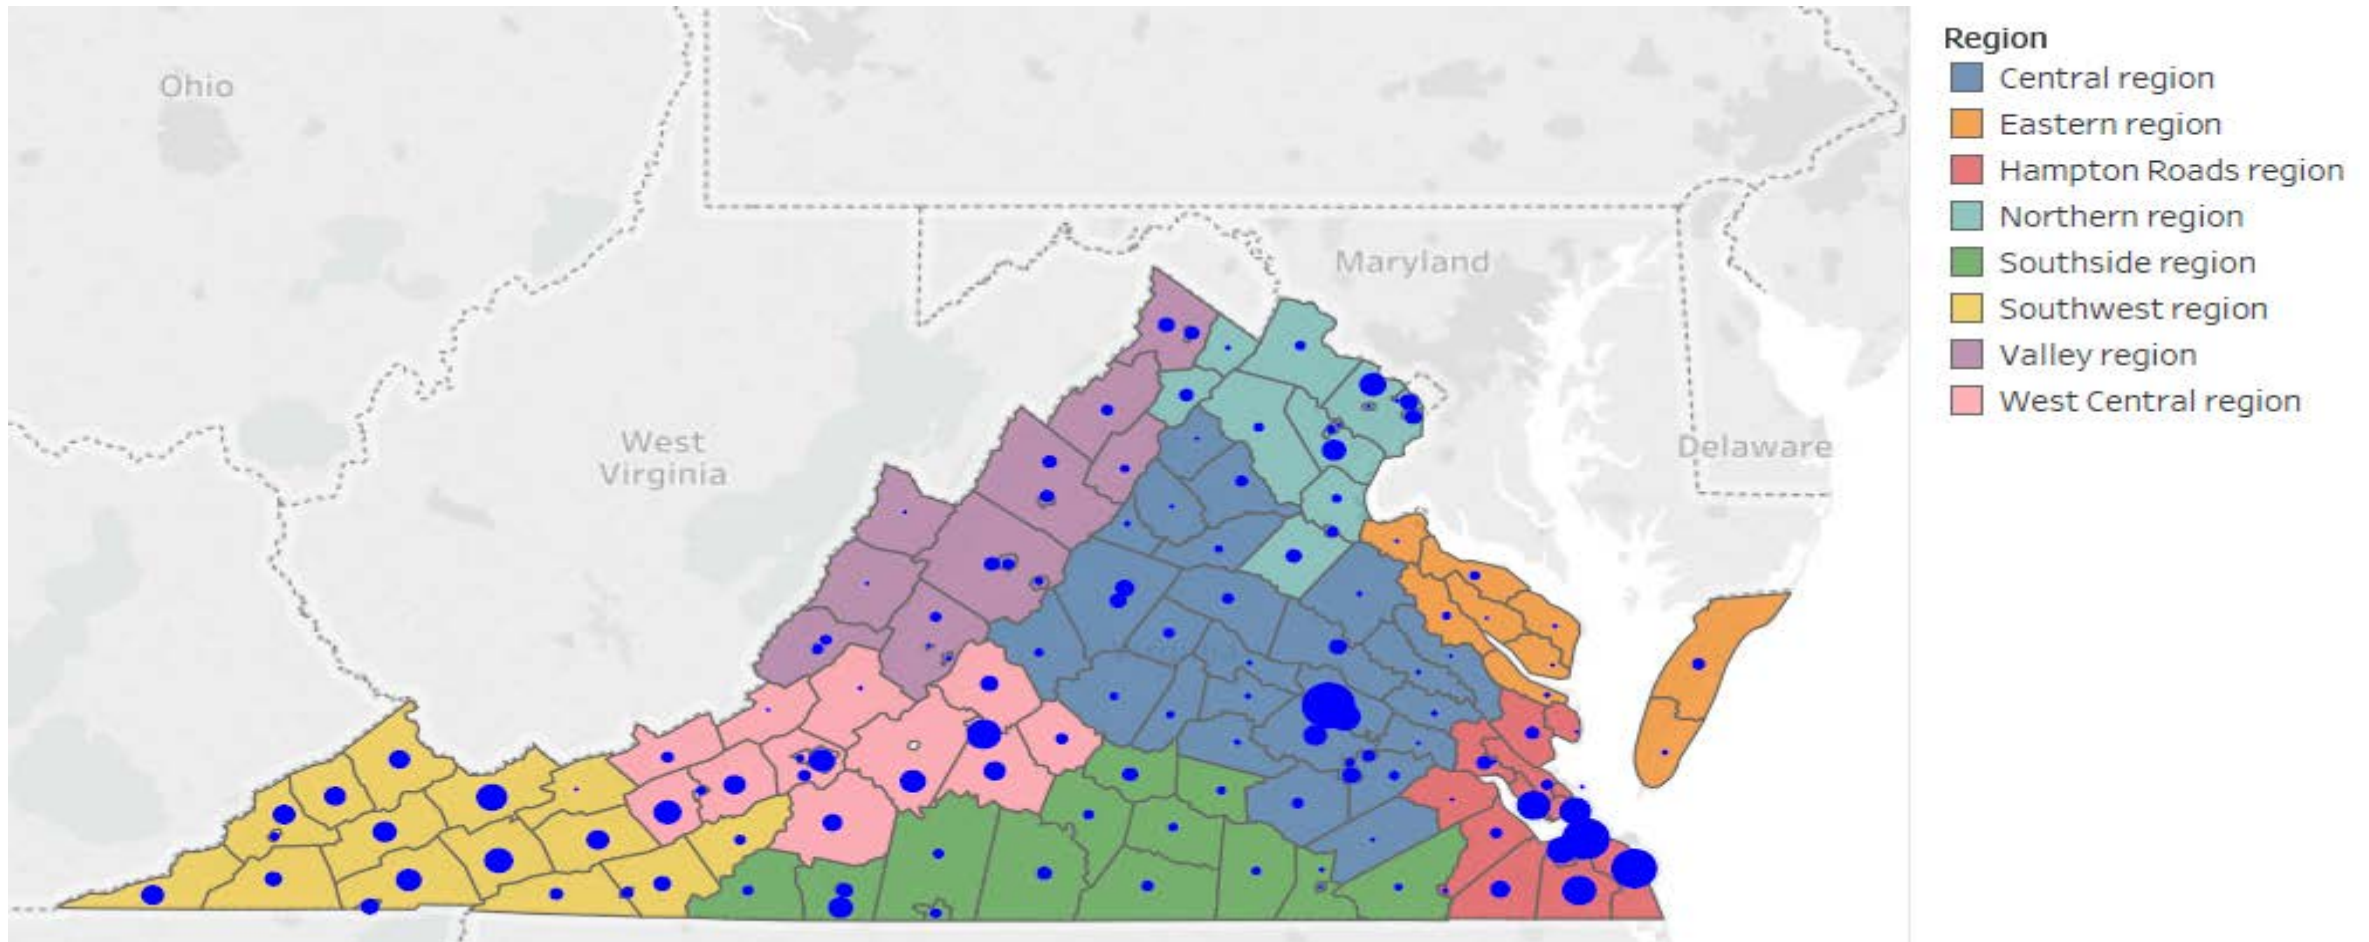 Ohio
Maryland
West
Virginia
Delaware
Region
Central region
Eastern region
Hampton Roads region
Northern region
Southside region
Southwest region
Valley region
West Central region